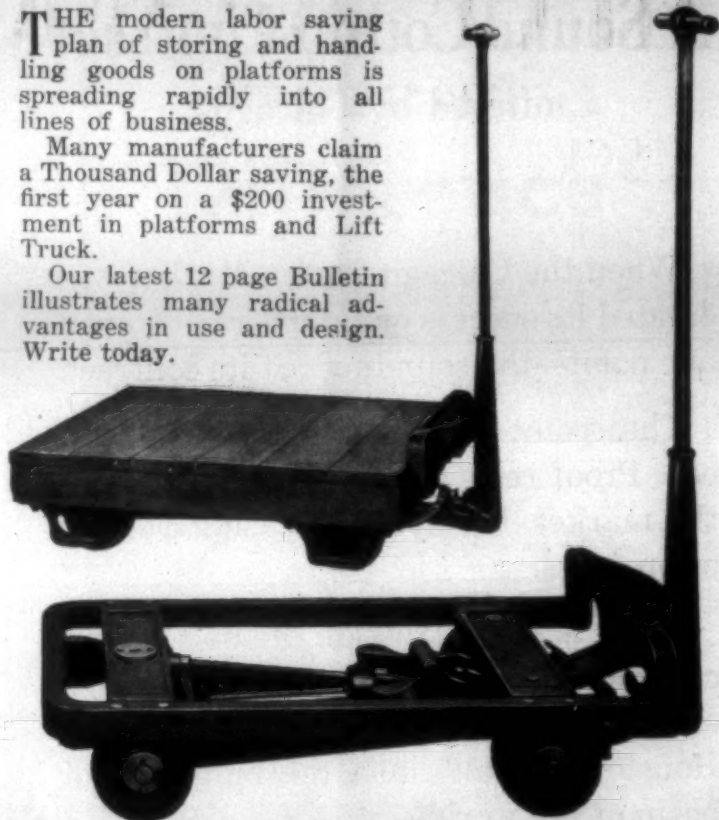 THE modern labor saving
plan of storing and hand-
ling goods on platforms is
spreading rapidly into all
lines of business.
Many manufacturers claim
a Thousand Dollar saving, the
first year on a $200 invest-
ment in platforms and Lift
Truck.
Our latest 12 page Bulletin
illustrates many radical ad-
vantages in use and design.
Write today.